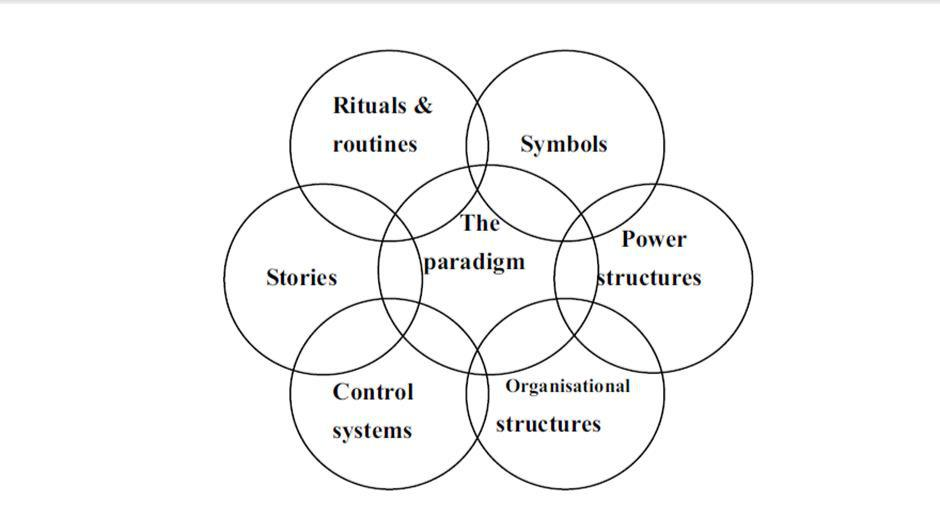 Rituals &
routines
Symbols
The
paradigm
Power
structures
Stories
Control
systems
Organisational
structures